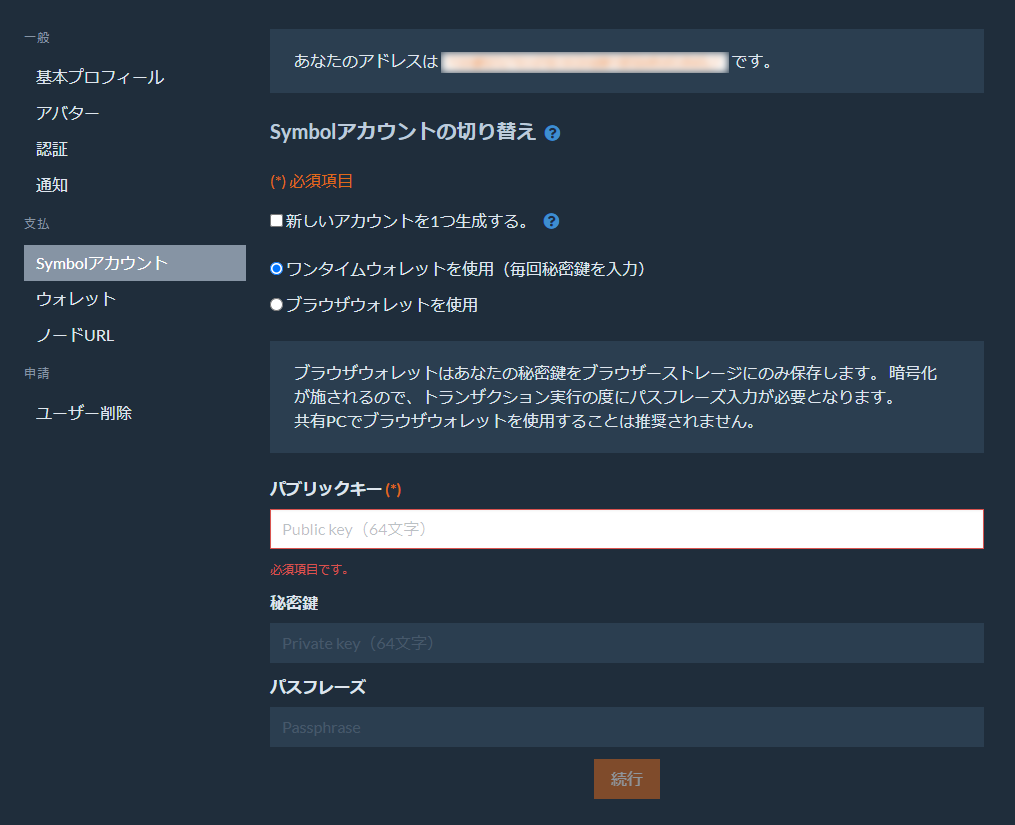 一般
基本プロフィール
アバター
認証
通知
支払
Symbolアカウント
ウォレット
ノードURL
申請
ユーザー削除
あなたのアドレスは です。
Symbolアカウントの切り替え ?
(*) 必須項目
新しいアカウントを1つ生成する。 ?
ワンタイムウォレットを使用（毎回秘密鍵を入力）
ブラウザウォレットを使用
ブラウザウォレットはあなたの秘密鍵をブラウザーストレージにのみ保存します。 暗号化
が施されるので、トランザクション実行の度にパスフレーズ入力が必要となります。
共有PCでブラウザウォレットを使用することは推奨されません。
パブリックキー (*)
Public key（64文字）
必須項目です。
秘密鍵
Private key（64文字）
パスフレーズ
Passphrase
続行